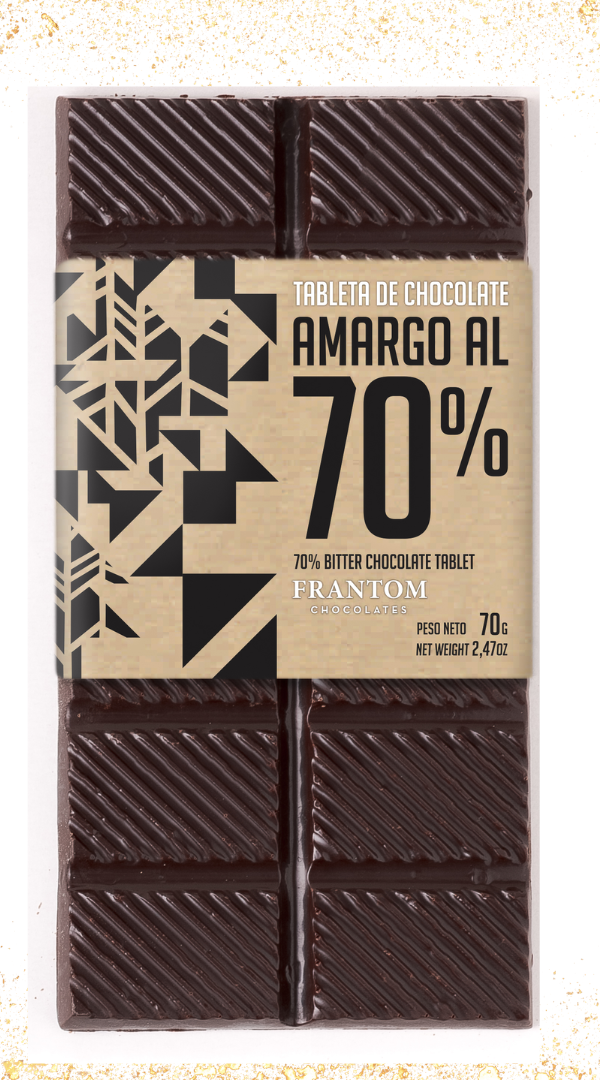 TABLETA DE CHOCOLATE
AMARGO AL
70%
70% BITTER CHOCOLATE TABLET
FRANTOM
CHOCOLATES
PESO NETO 70G
NET WEIGHT 2,47OZ